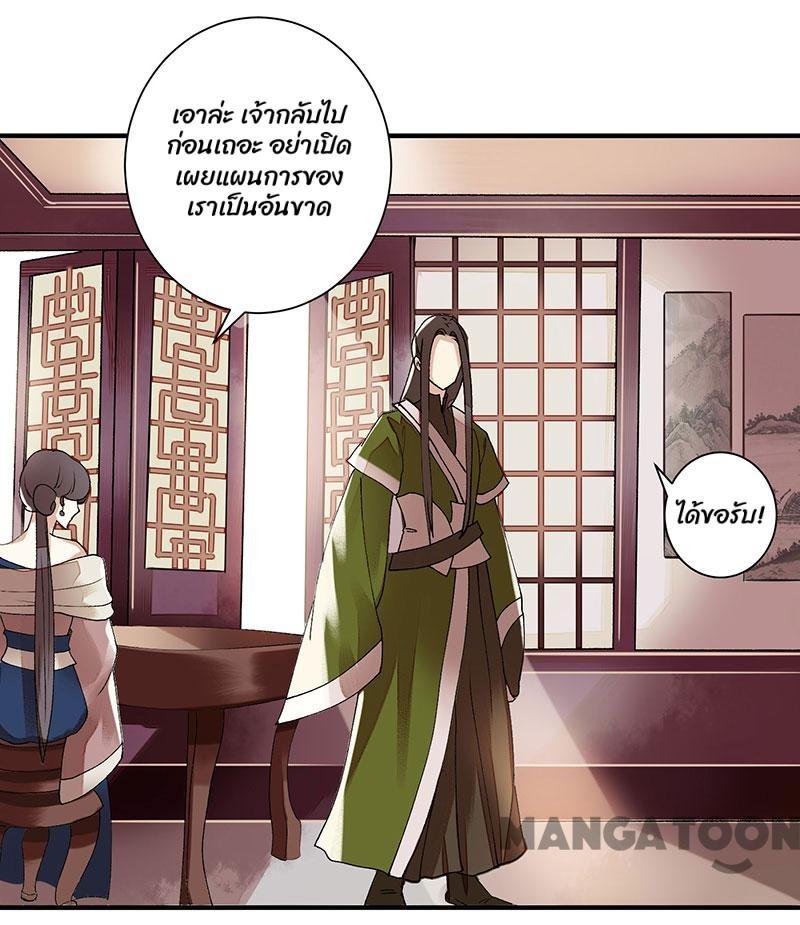 เอาล่ะ เจ้ากลับไป
ก่อนเถอะ อย่าเปิด
เผยแผนการของ
เราเป็นอันขาด
ได้ขอรับ!
MANGATOON